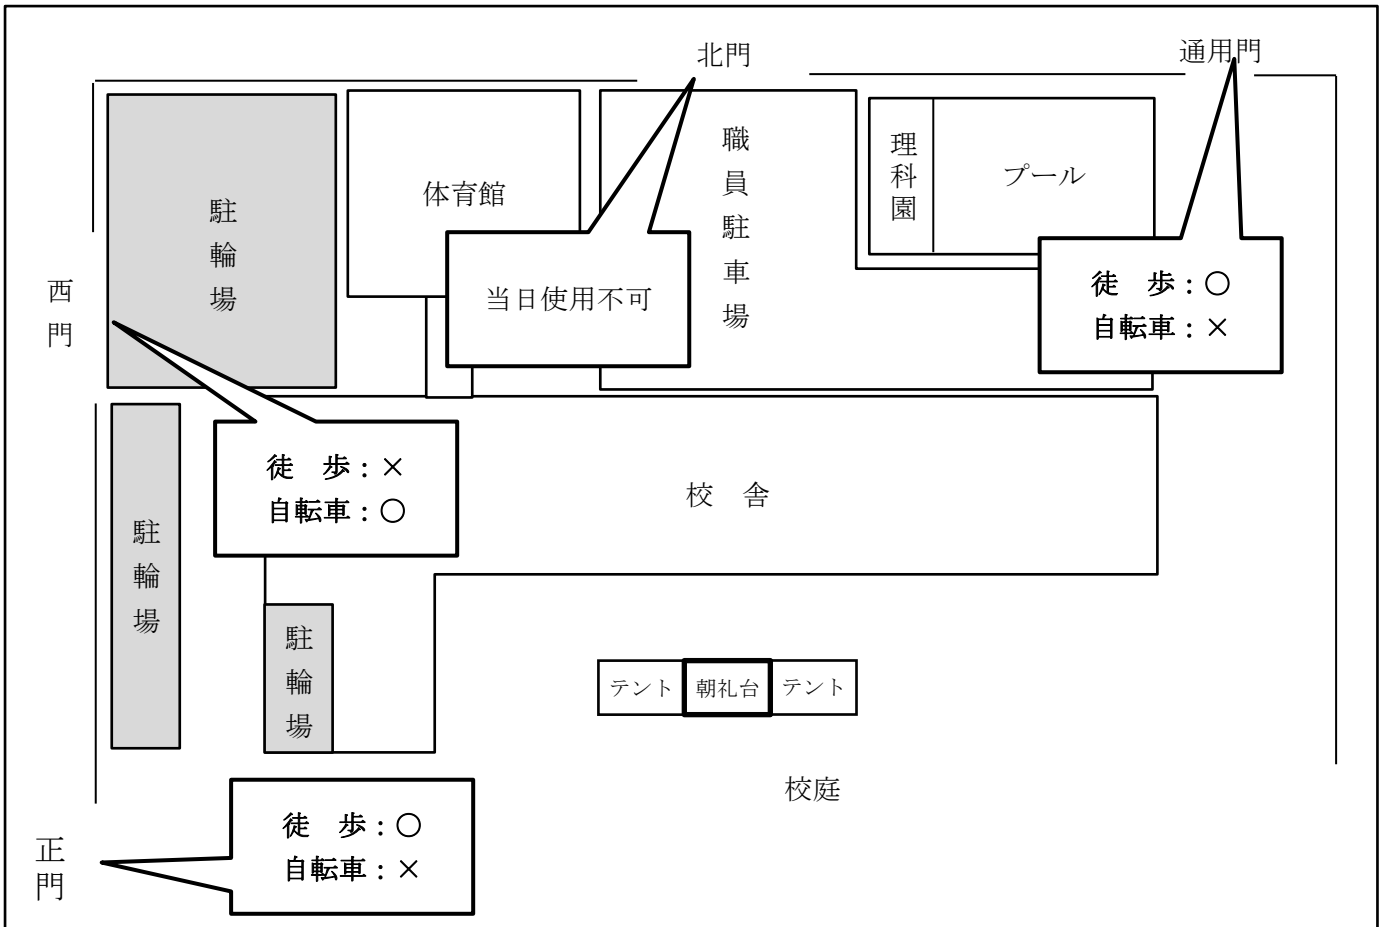 北門
通用門
職員駐車場
理科園
プール
体育館
駐輪場
西門
当日使用不可
徒　歩：○
自転車：×
徒　歩：×
自転車：○
校　舎
駐輪場
駐輪場
テント
朝礼台
テント
校庭
徒　歩：○
自転車：×
正門